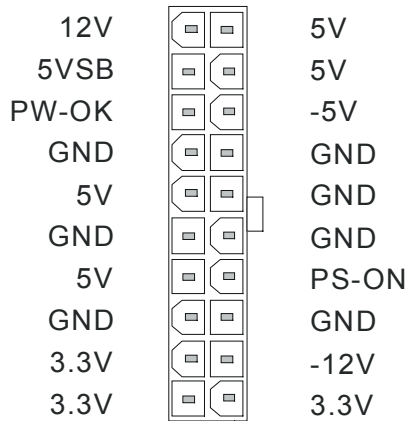 12V 5V
5VSB 5V
PW-OK -5V
GND GND
5V GND
GND GND
5V PS-ON
GND GND
3.3V -12V
3.3V 3.3V